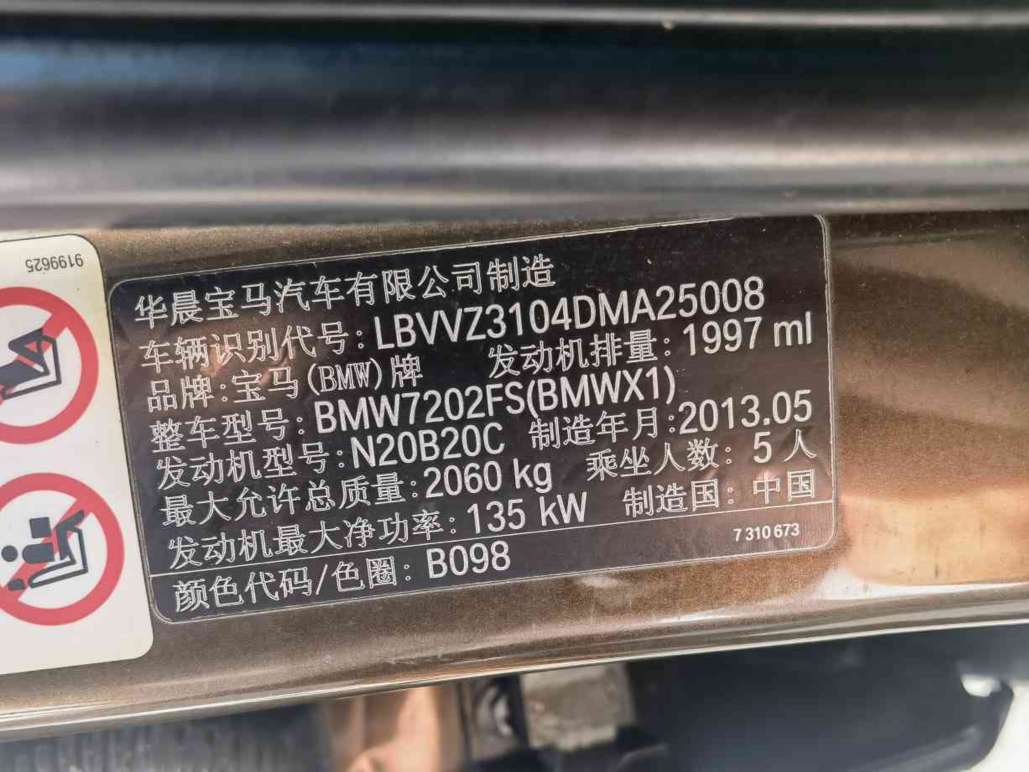 9199625
华晨宝马汽车有限公司制造
车辆识别代号:LBVVZ3104DMA25008
品牌:宝马(BMW)牌 发动机排量:1997 ml
整车型号:BMW7202FS(BMWX1)
发动机型号:N20B20C 制造年月:2013.05
最大允许总质量:2060 kg 乘坐人数:5人
发动机最大净功率:135 kW 制造国:中国
颜色代码/色圈:B098 7 310 673